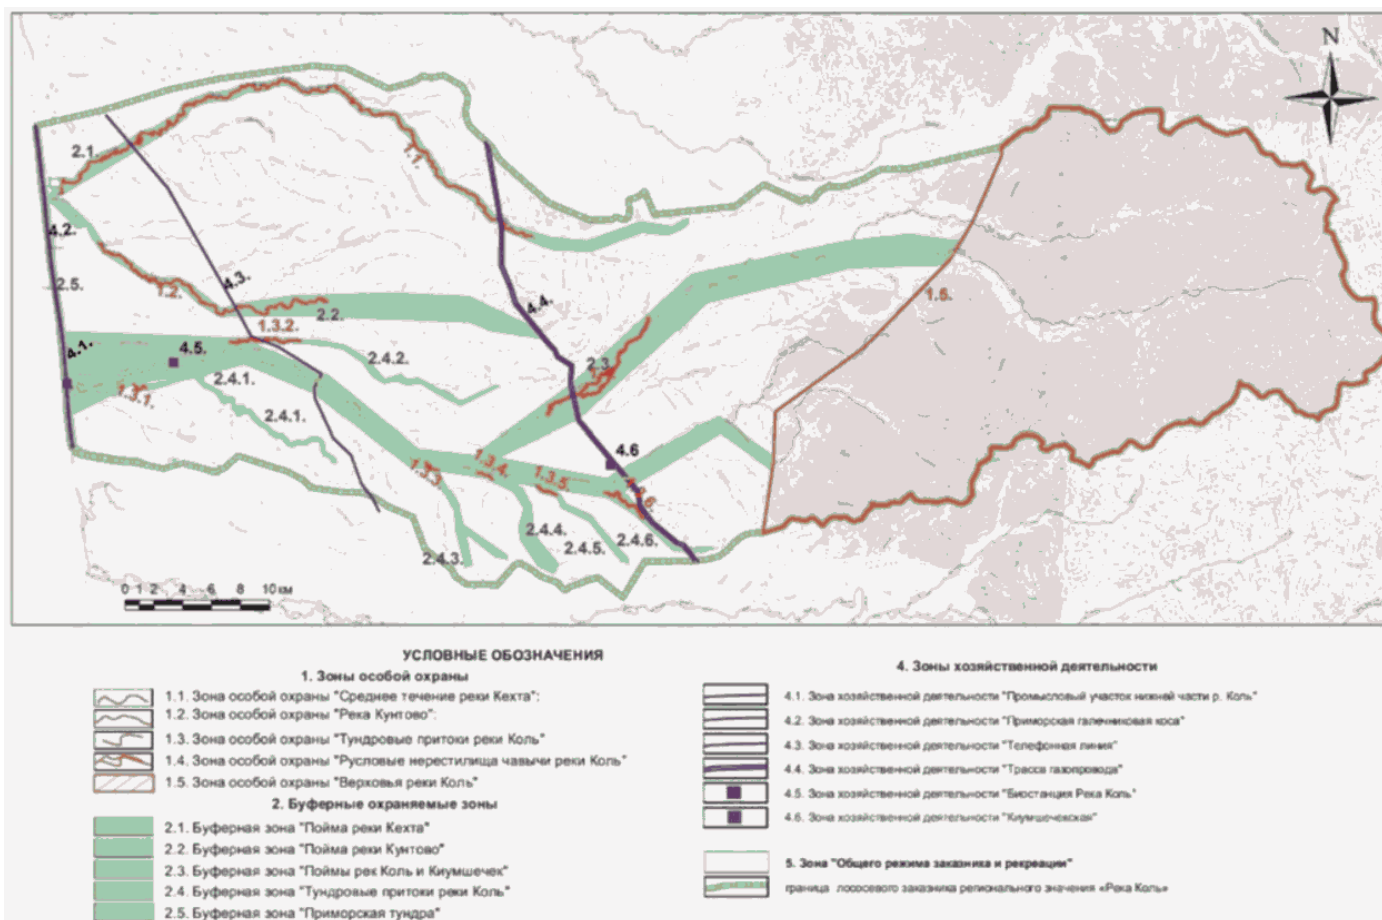 N
2.1.
1.1.
4.2.
2.5.
1.2.
4.3.
2.2.
1.3.2.
4.4.
1.5.
4.1.
4.5.
2.4.2.
2.3
1.3.1.
2.4.1.
2.4.1.
4.6
1.3.4.
1.3.3
1.3.5.
2.4.4.
2.4.5.
2.4.6.
2.4.3.
0 1 2 4 6 8 10 км
УСЛОВНЫЕ ОБОЗНАЧЕНИЯ
1. Зоны особой охраны
1.1. Зона особой охраны "Среднее течение реки Кехта":
1.2. Зона особой охраны "Река Кунтово":
1.3. Зона особой охраны "Тундровые притоки реки Коль"
1.4. Зона особой охраны "Русловые нерестилища чавычи реки Коль"
1.5. Зона особой охраны "Верховья реки Коль"
2. Буферные охраняемые зоны
2.1. Буферная зона "Пойма реки Кехта"
2.2. Буферная зона "Пойма реки Кунтово"
2.3. Буферная зона "Поймы рек Коль и Киумшечек"
2.4. Буферная зона "Тундровые притоки реки Коль"
2.5. Буферная зона "Приморская тундра"
4. Зоны хозяйственной деятельности
4.1. Зона хозяйственной деятельности "Промысловый участок нижней части р. Коль"
4.2. Зона хозяйственной деятельности "Приморская галечниковая коса"
4.3. Зона хозяйственной деятельности "Телефонная линия"
4.4. Зона хозяйственной деятельности "Трасса газопровода"
4.5. Зона хозяйственной деятельности "Биостанция Река Коль"
4.6. Зона хозяйственной деятельности "Киумшечекская"
5. Зона "Общего режима заказника и рекреации"
граница лососевого заказника регионального значения «Река Коль»